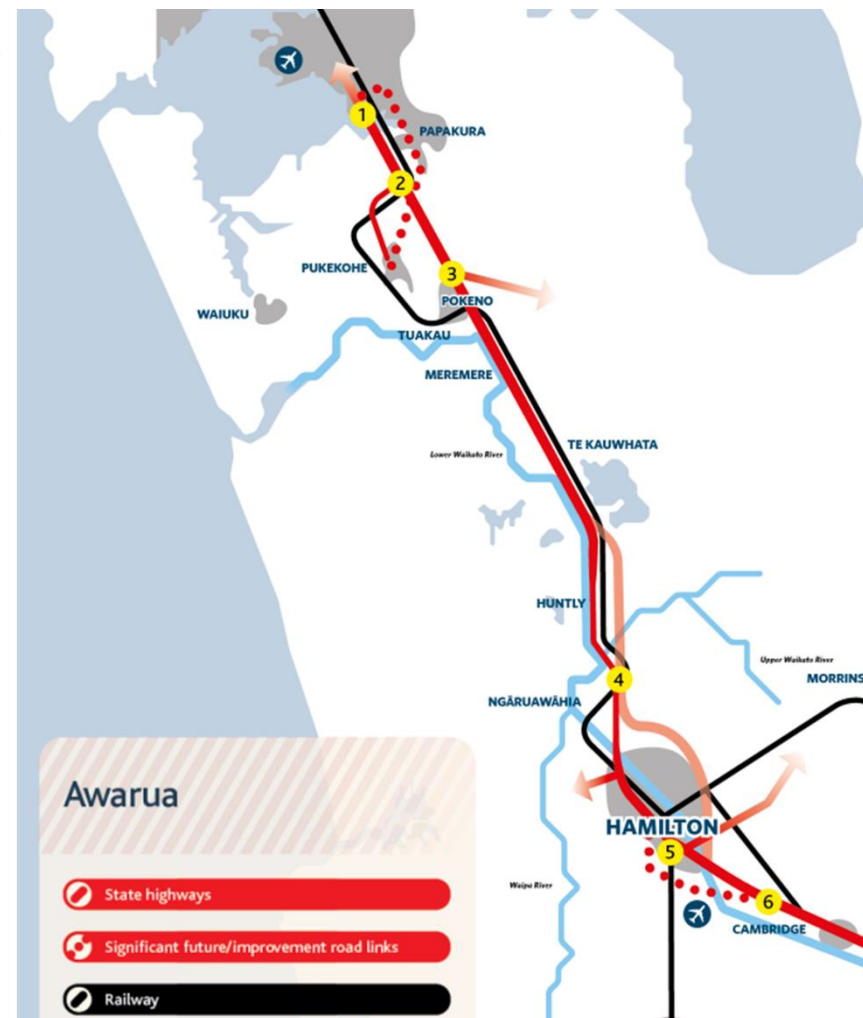 1
PAPAKURA
2
PUKEKOHE
3
POKENO
WAIUKU
TUAKAU
MEREMERE
TE KAUWHATA
Lower Waikato River
HUNTLY
Upper Waikato River
4
MORRINS
NGĀRUAWĀHIA
Awarua
HAMILTON
5
Waipa River
State highways
6
CAMBRIDGE
Significant future/improvement road links
Railway